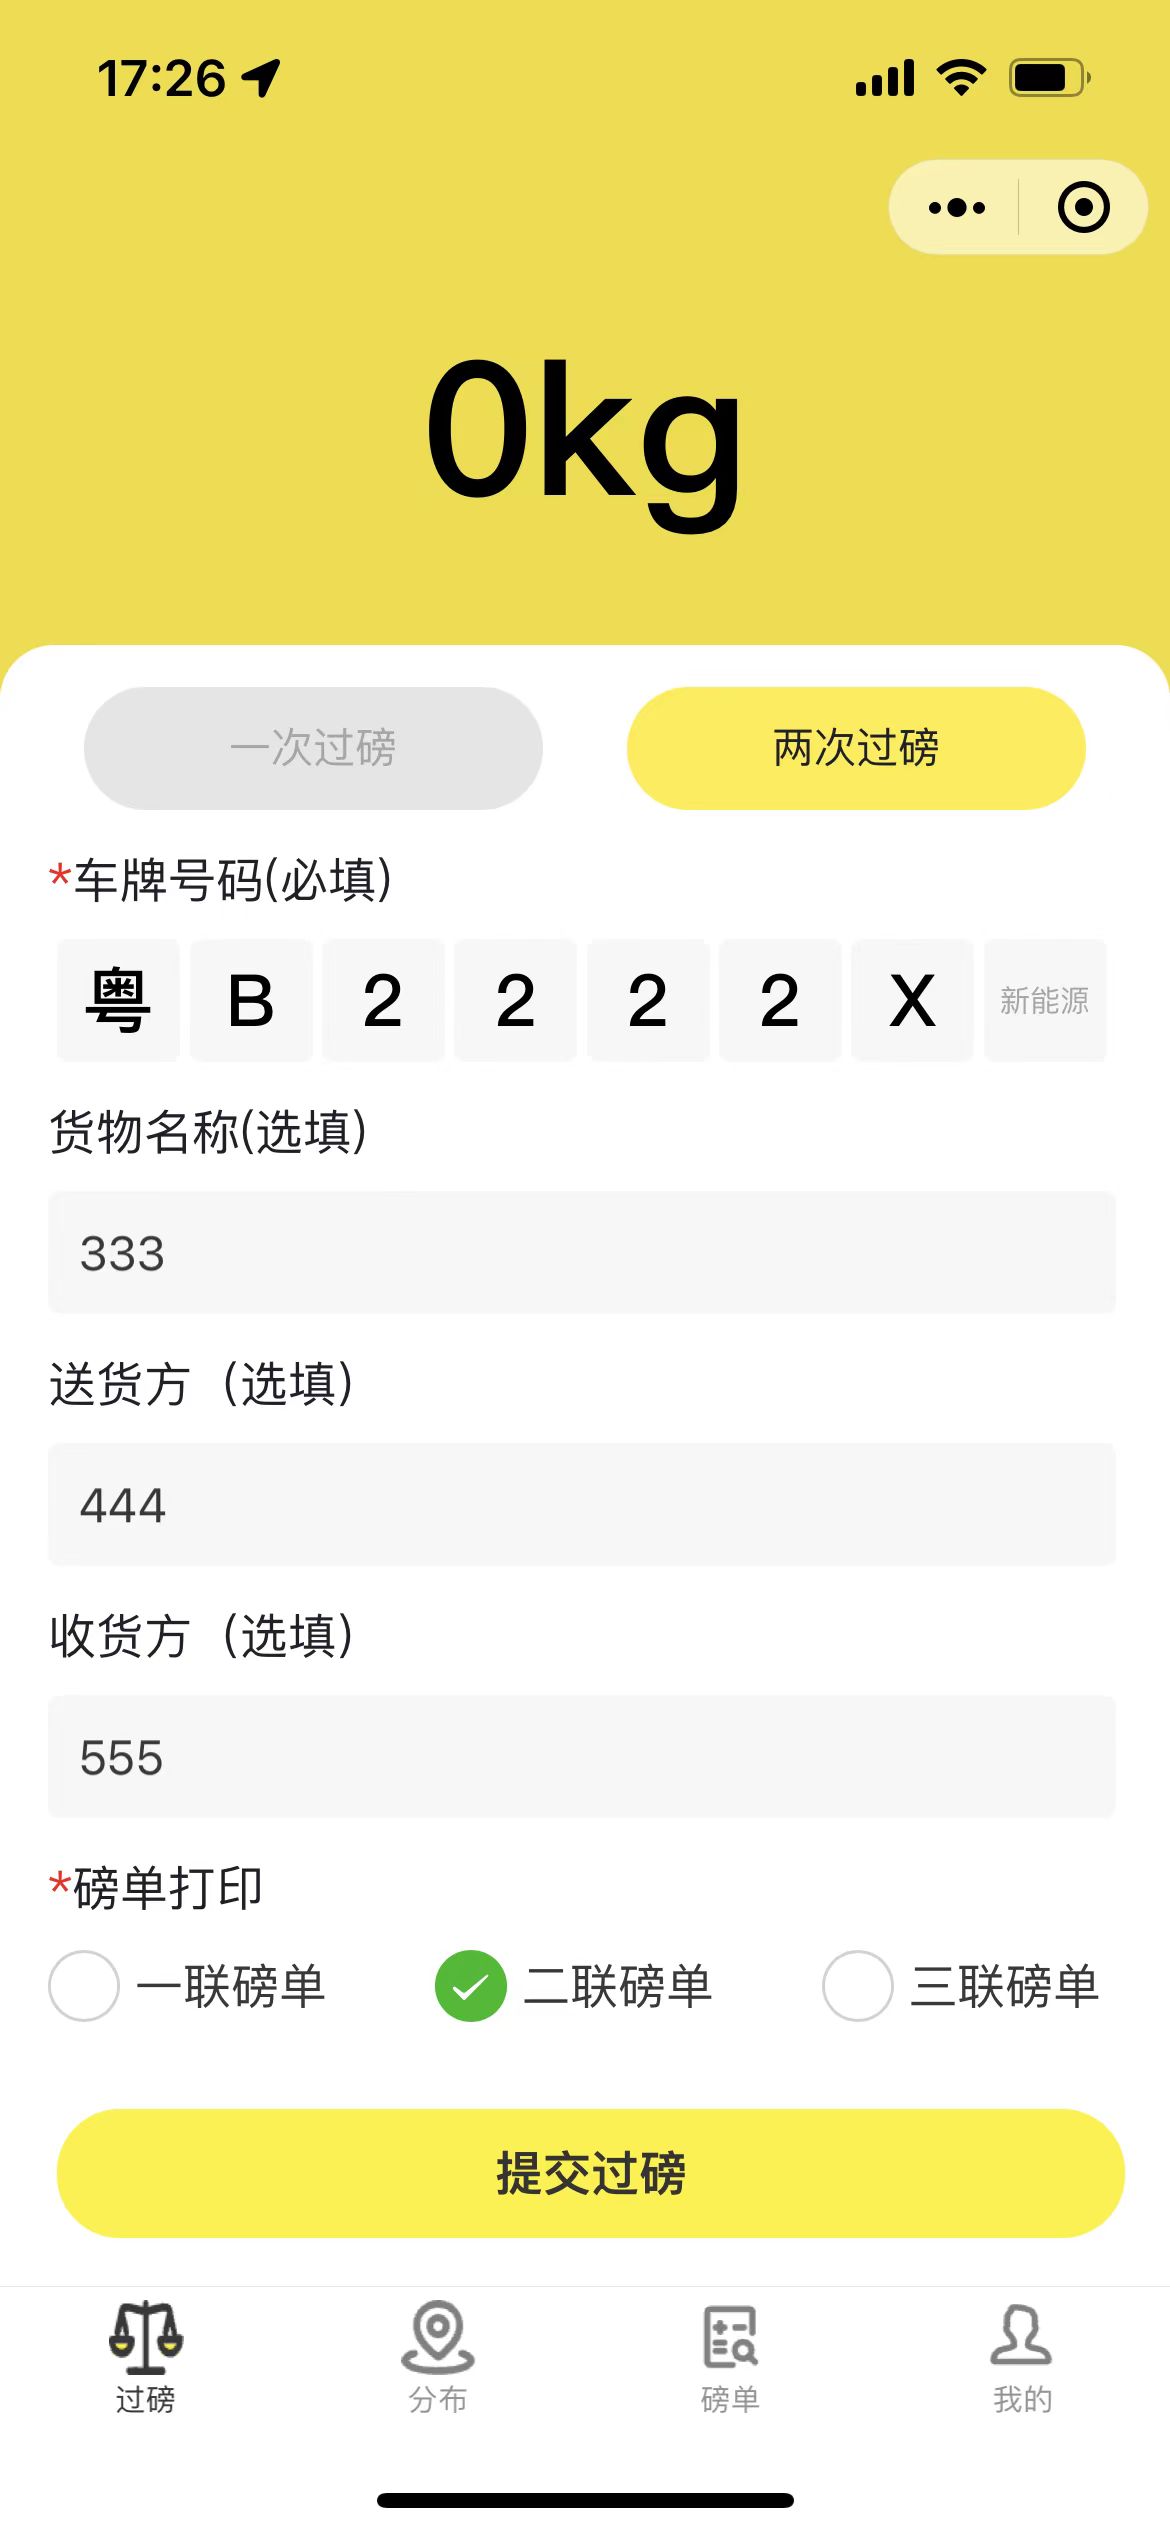 17:26
0kg
一次过磅 两次过磅
*车牌号码(必填)
粤 B 2 2 2 2 X 新能源
货物名称(选填)
333
送货方（选填）
444
收货方（选填）
555
*磅单打印
一联磅单 二联磅单 三联磅单
提交过磅
过磅 分布 磅单 我的